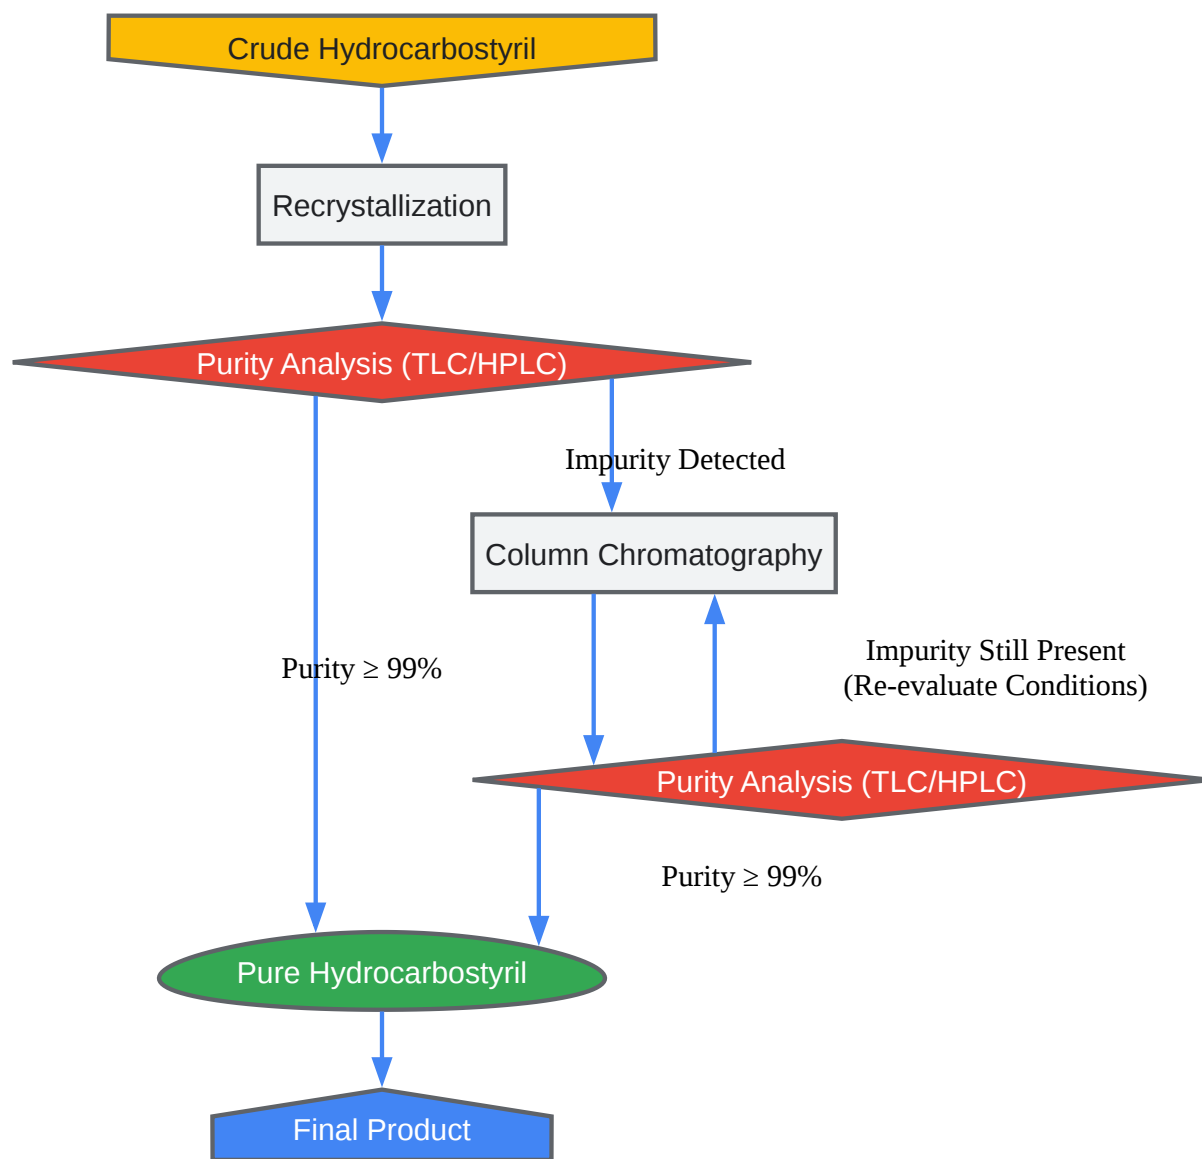 Crude Hydrocarbostyril
Recrystallization
Purity Analysis (TLC/HPLC)
Impurity Detected
Column Chromatography
Impurity Still Present
(Re-evaluate Conditions)
Purity ≥ 99%
Purity Analysis (TLC/HPLC)
Purity ≥ 99%
Pure Hydrocarbostyril
Final Product